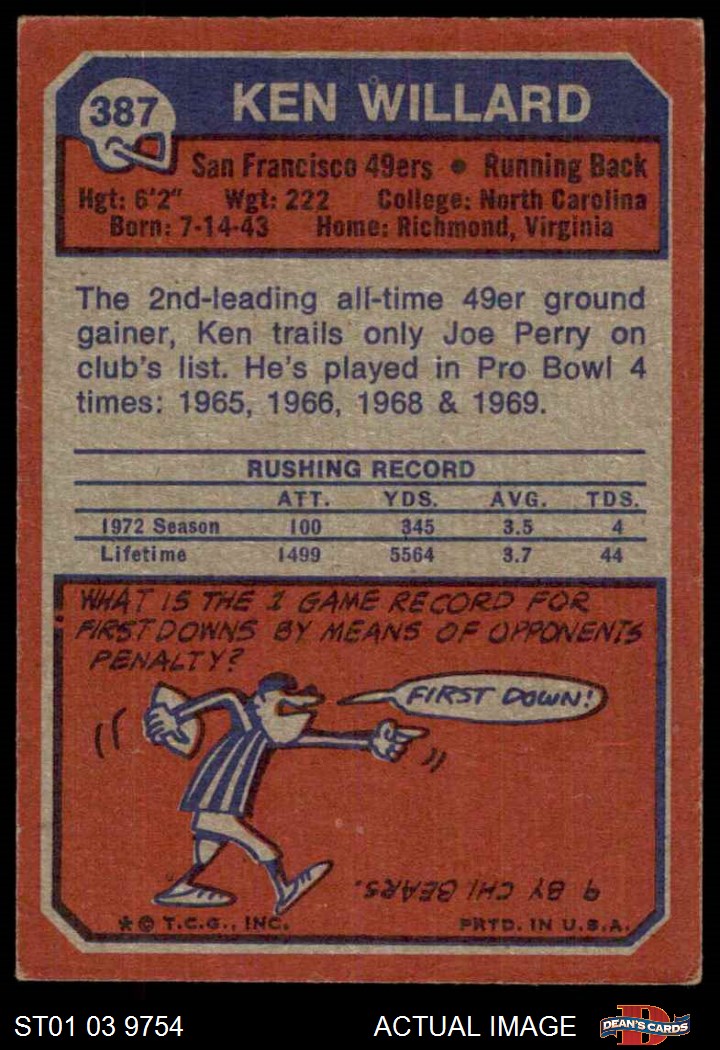 387
KEN WILLARD
San Francisco 49ers • Running Back
Hgt: 6'2" Wgt: 222 College: North Carolina
Born: 7-14-43 Home: Richmond, Virginia
The 2nd-leading all-time 49er ground
gainer, Ken trails only Joe Perry on
club's list. He's played in Pro Bowl 4
times: 1965, 1966, 1968 & 1969.
RUSHING RECORD
ATT. YDS. AVG. TDS.
1972 Season 100 345 3.5 4
Lifetime 1499 5564 3.7 44
WHAT IS THE 1 GAME RECORD FOR
FIRST DOWNS BY MEANS OF OPPONENTS
PENALTY?
FIRST DOWN!
9 BY CHI. BEARS.
* © T.C.G., INC. PRTD. IN U.S.A.
ST01 03 9754 ACTUAL IMAGE D DEAN'S CARDS